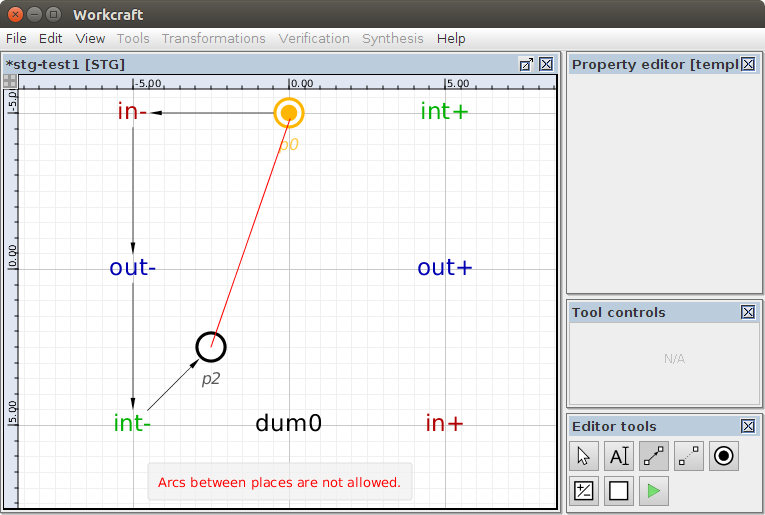 Workcraft
File Edit View Tools Transformations Verification Synthesis Help
*stg-test1 [STG]
-5.00 0.00 5.00
-5.0
0.00
5.00
in- int+
p0
out- out+
p2
int- dum0 in+
Arcs between places are not allowed.
Property editor [templ
Tool controls
N/A
Editor tools
A